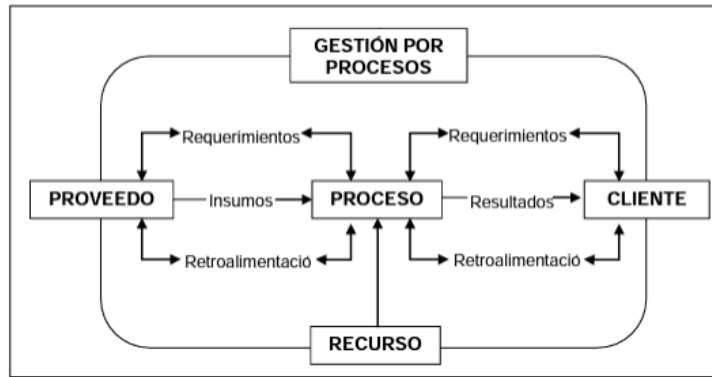 GESTIÓN POR
PROCESOS
Requerimientos
Requerimientos
PROVEEDO
Insumos
PROCESO
Resultados
CLIENTE
Retroalimentació
Retroalimentació
RECURSO